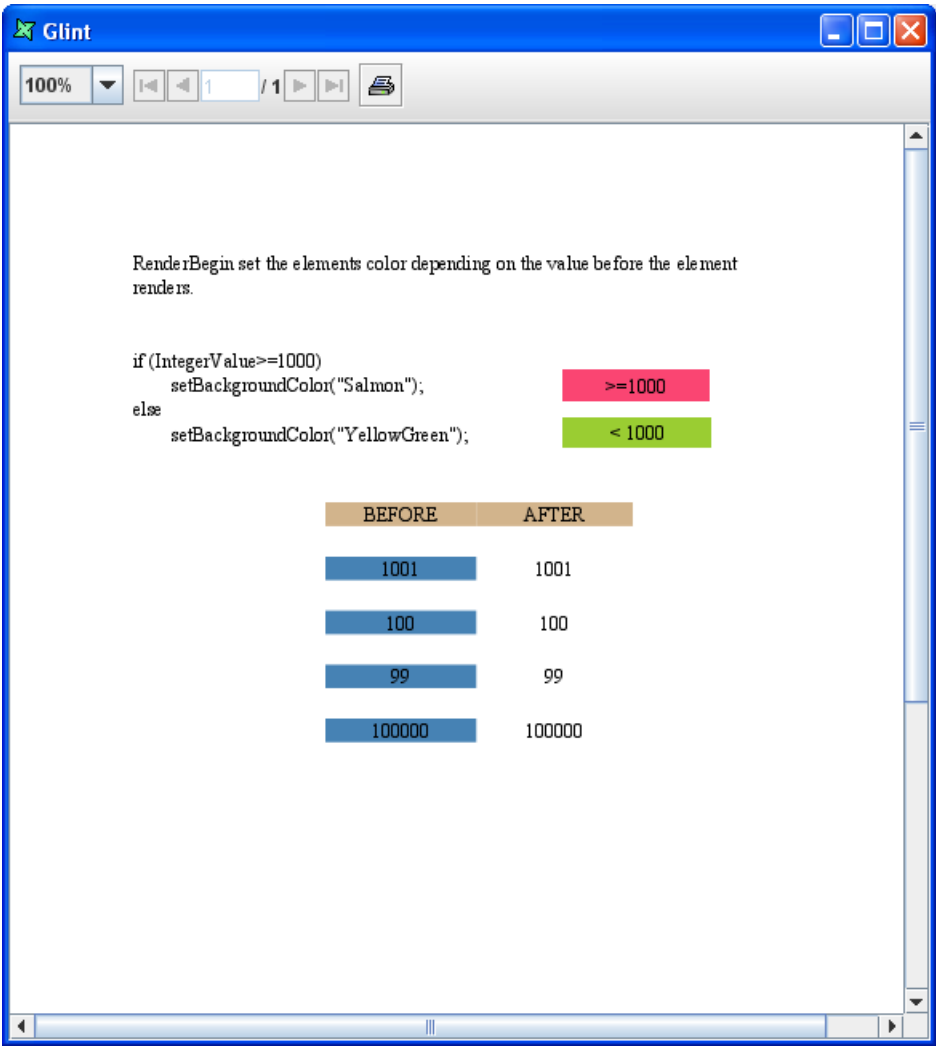 Glint
100% 1 / 1
RenderBegin set the elements color depending on the value before the element
renders.
if (IntegerValue>=1000)
setBackgroundColor("Salmon"); >=1000
else
setBackgroundColor("YellowGreen"); < 1000
BEFORE AFTER
1001 1001
100 100
99 99
100000 100000